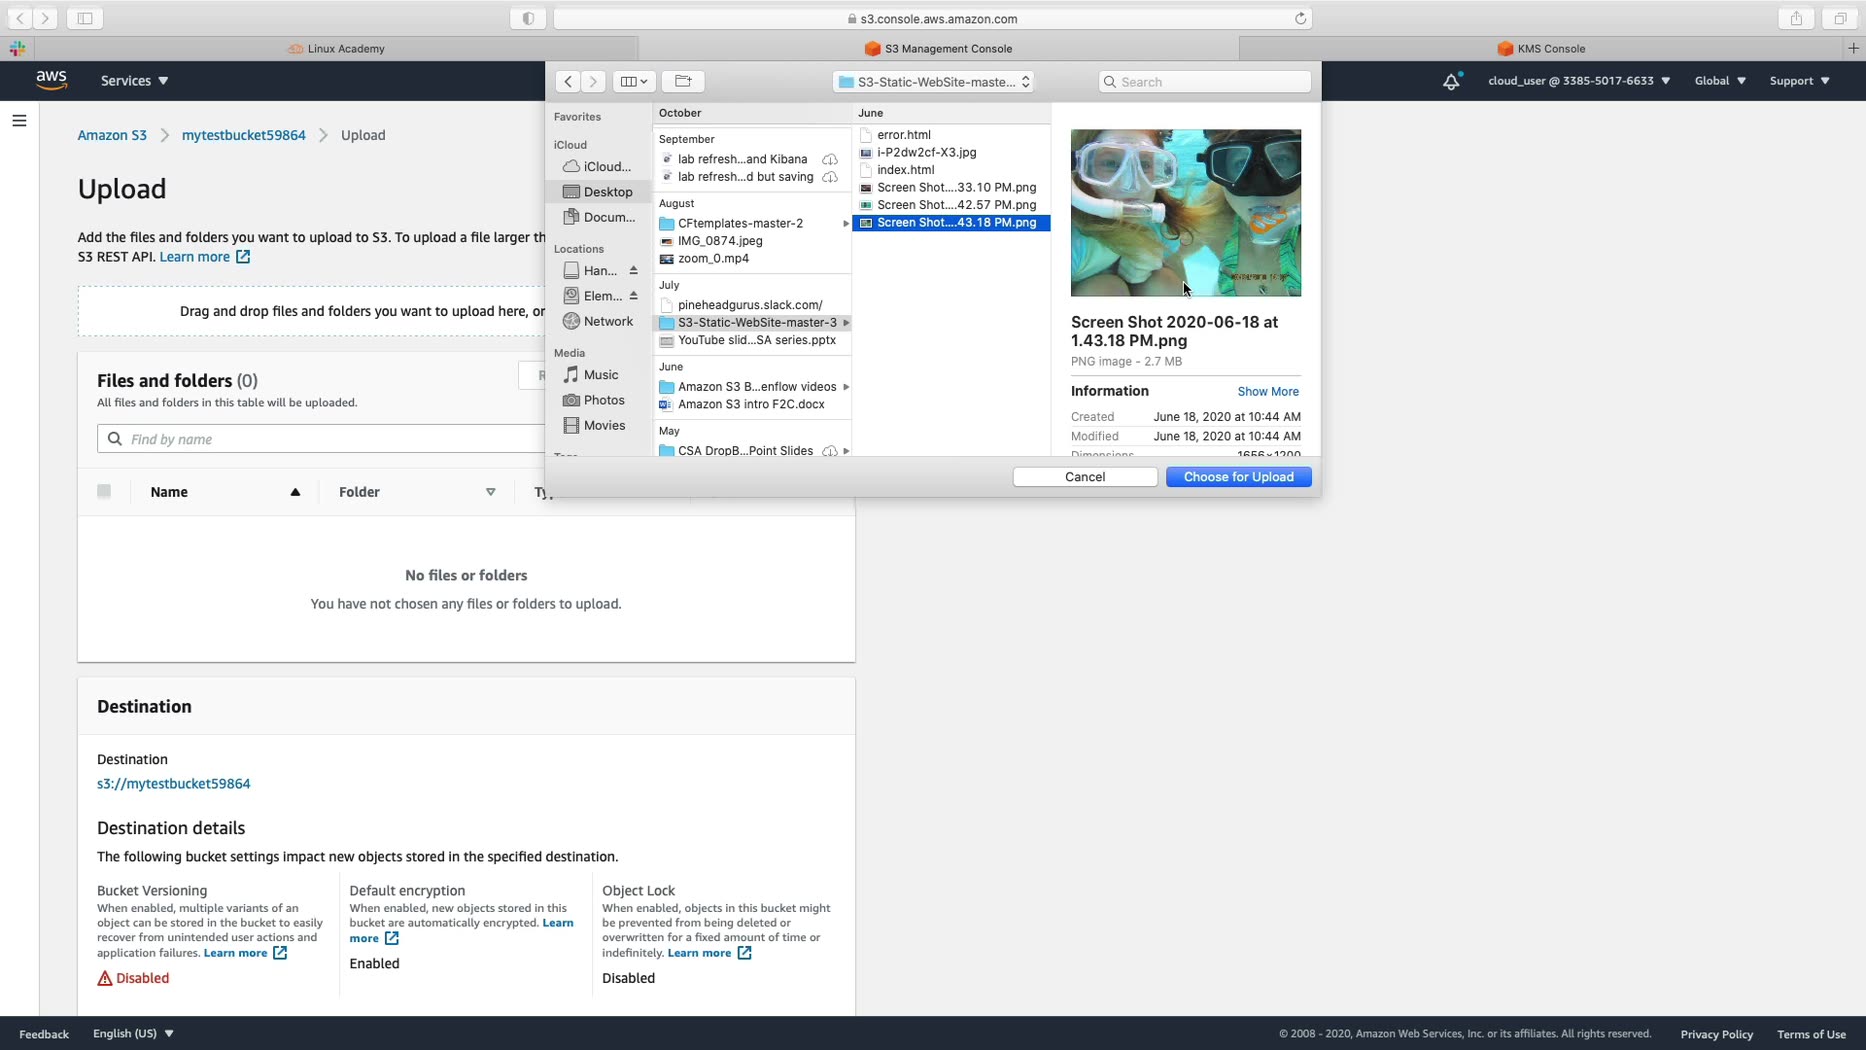 s3.console.aws.amazon.com
Linux Academy
S3 Management Console
KMS Console
aws
Services
cloud_user @ 3385-5017-6633
Global
Support
S3-Static-WebSite-maste...
Search
Amazon S3
mytestbucket59864
Upload
Upload
Add the files and folders you want to upload to S3. To upload a file larger th
S3 REST API. Learn more
Drag and drop files and folders you want to upload here, or
Files and folders (0)
All files and folders in this table will be uploaded.
R
Find by name
Name
Folder
Ty
No files or folders
You have not chosen any files or folders to upload.
Favorites
iCloud
iCloud...
Desktop
Docum...
Locations
Han...
Elem...
Network
Media
Music
Photos
Movies
October
September
lab refresh...and Kibana
lab refresh...d but saving
August
CFtemplates-master-2
IMG_0874.jpeg
zoom_0.mp4
July
pineheadgurus.slack.com/
S3-Static-WebSite-master-3
YouTube slid...SA series.pptx
June
Amazon S3 B...enflow videos
Amazon S3 intro F2C.docx
May
CSA DropB...Point Slides
June
error.html
i-P2dw2cf-X3.jpg
index.html
Screen Shot....33.10 PM.png
Screen Shot....42.57 PM.png
Screen Shot....43.18 PM.png
Screen Shot 2020-06-18 at
1.43.18 PM.png
PNG image - 2.7 MB
Information
Show More
Created June 18, 2020 at 10:44 AM
Modified June 18, 2020 at 10:44 AM
Dimensions 1656×1200
Cancel
Choose for Upload
Destination
Destination
s3://mytestbucket59864
Destination details
The following bucket settings impact new objects stored in the specified destination.
Bucket Versioning
When enabled, multiple variants of an
object can be stored in the bucket to easily
recover from unintended user actions and
application failures. Learn more
Disabled
Default encryption
When enabled, new objects stored in this
bucket are automatically encrypted. Learn
more
Enabled
Object Lock
When enabled, objects in this bucket might
be prevented from being deleted or
overwritten for a fixed amount of time or
indefinitely. Learn more
Disabled
Feedback
English (US)
© 2008 - 2020, Amazon Web Services, Inc. or its affiliates. All rights reserved.
Privacy Policy
Terms of Use